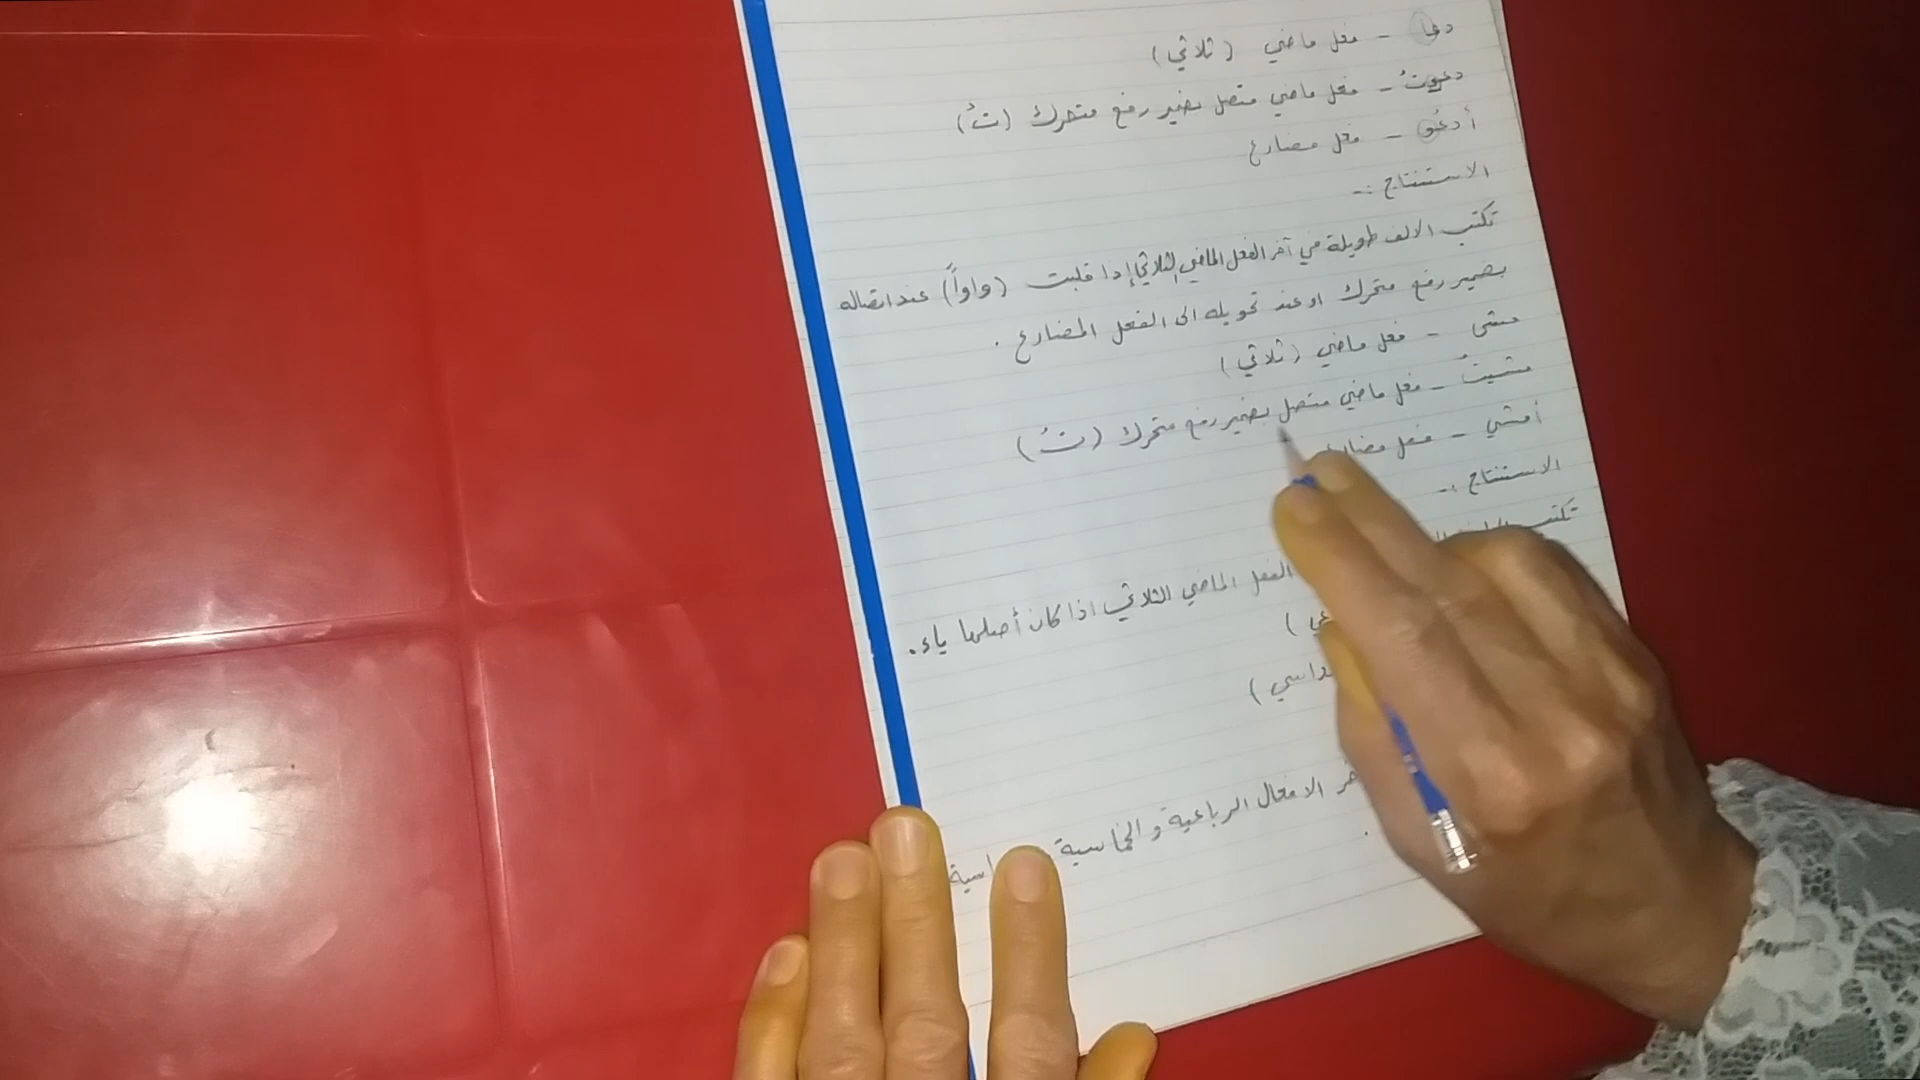 دعا - فعل ماضي (ثلاثي)
دعوتُ - فعل ماضي متصل بضمير رفع متحرك (تُ)
أدعُو - فعل مضارع
الاستنتاج :-
تكتب الالف طويلة في آخر الفعل الماضي الثلاثي إذا قلبت (واواً) عند اتصاله
بضمير رفع متحرك او عند تحويله الى الفعل المضارع .
مشى - فعل ماضي (ثلاثي)
مشيتُ - فعل ماضي متصل بضمير رفع متحرك (تُ)
أمشي - فعل مضارع
الاستنتاج :-
تكتب
الفعل الماضي الثلاثي اذا كان أصلها ياء .
الافعال الرباعية و الخماسية